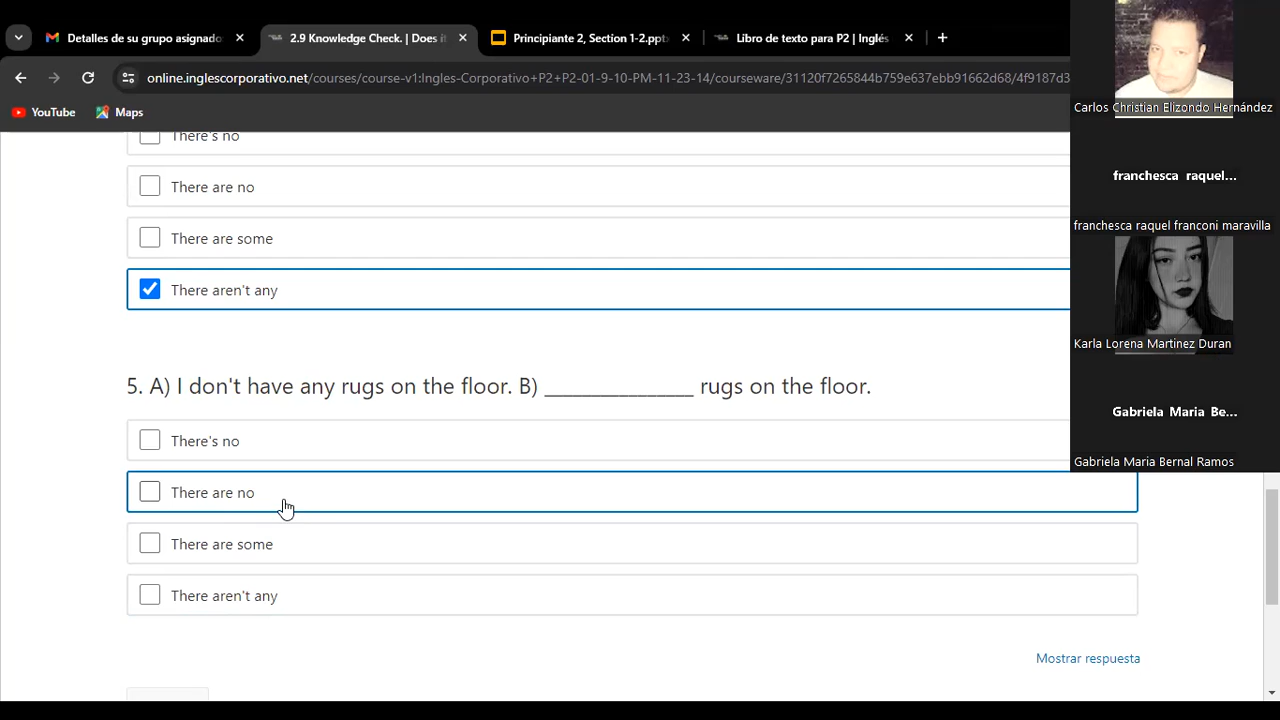 Detalles de su grupo asignado
2.9 Knowledge Check. | Does i
Principiante 2, Section 1-2.ppt
Libro de texto para P2 | Inglés
online.inglescorporativo.net/courses/course-v1:Ingles-Corporativo+P2+P2-01-9-10-PM-11-23-14/courseware/31120f7265844b759e637ebb91662d68/4f9187d3
YouTube
Maps
There's no
There are no
There are some
There aren't any
5. A) I don't have any rugs on the floor. B) ______________ rugs on the floor.
There's no
There are no
There are some
There aren't any
Mostrar respuesta
Carlos Christian Elizondo Hernández
franchesca raquel...
franchesca raquel franconi maravilla
Karla Lorena Martinez Duran
Gabriela Maria Be...
Gabriela Maria Bernal Ramos